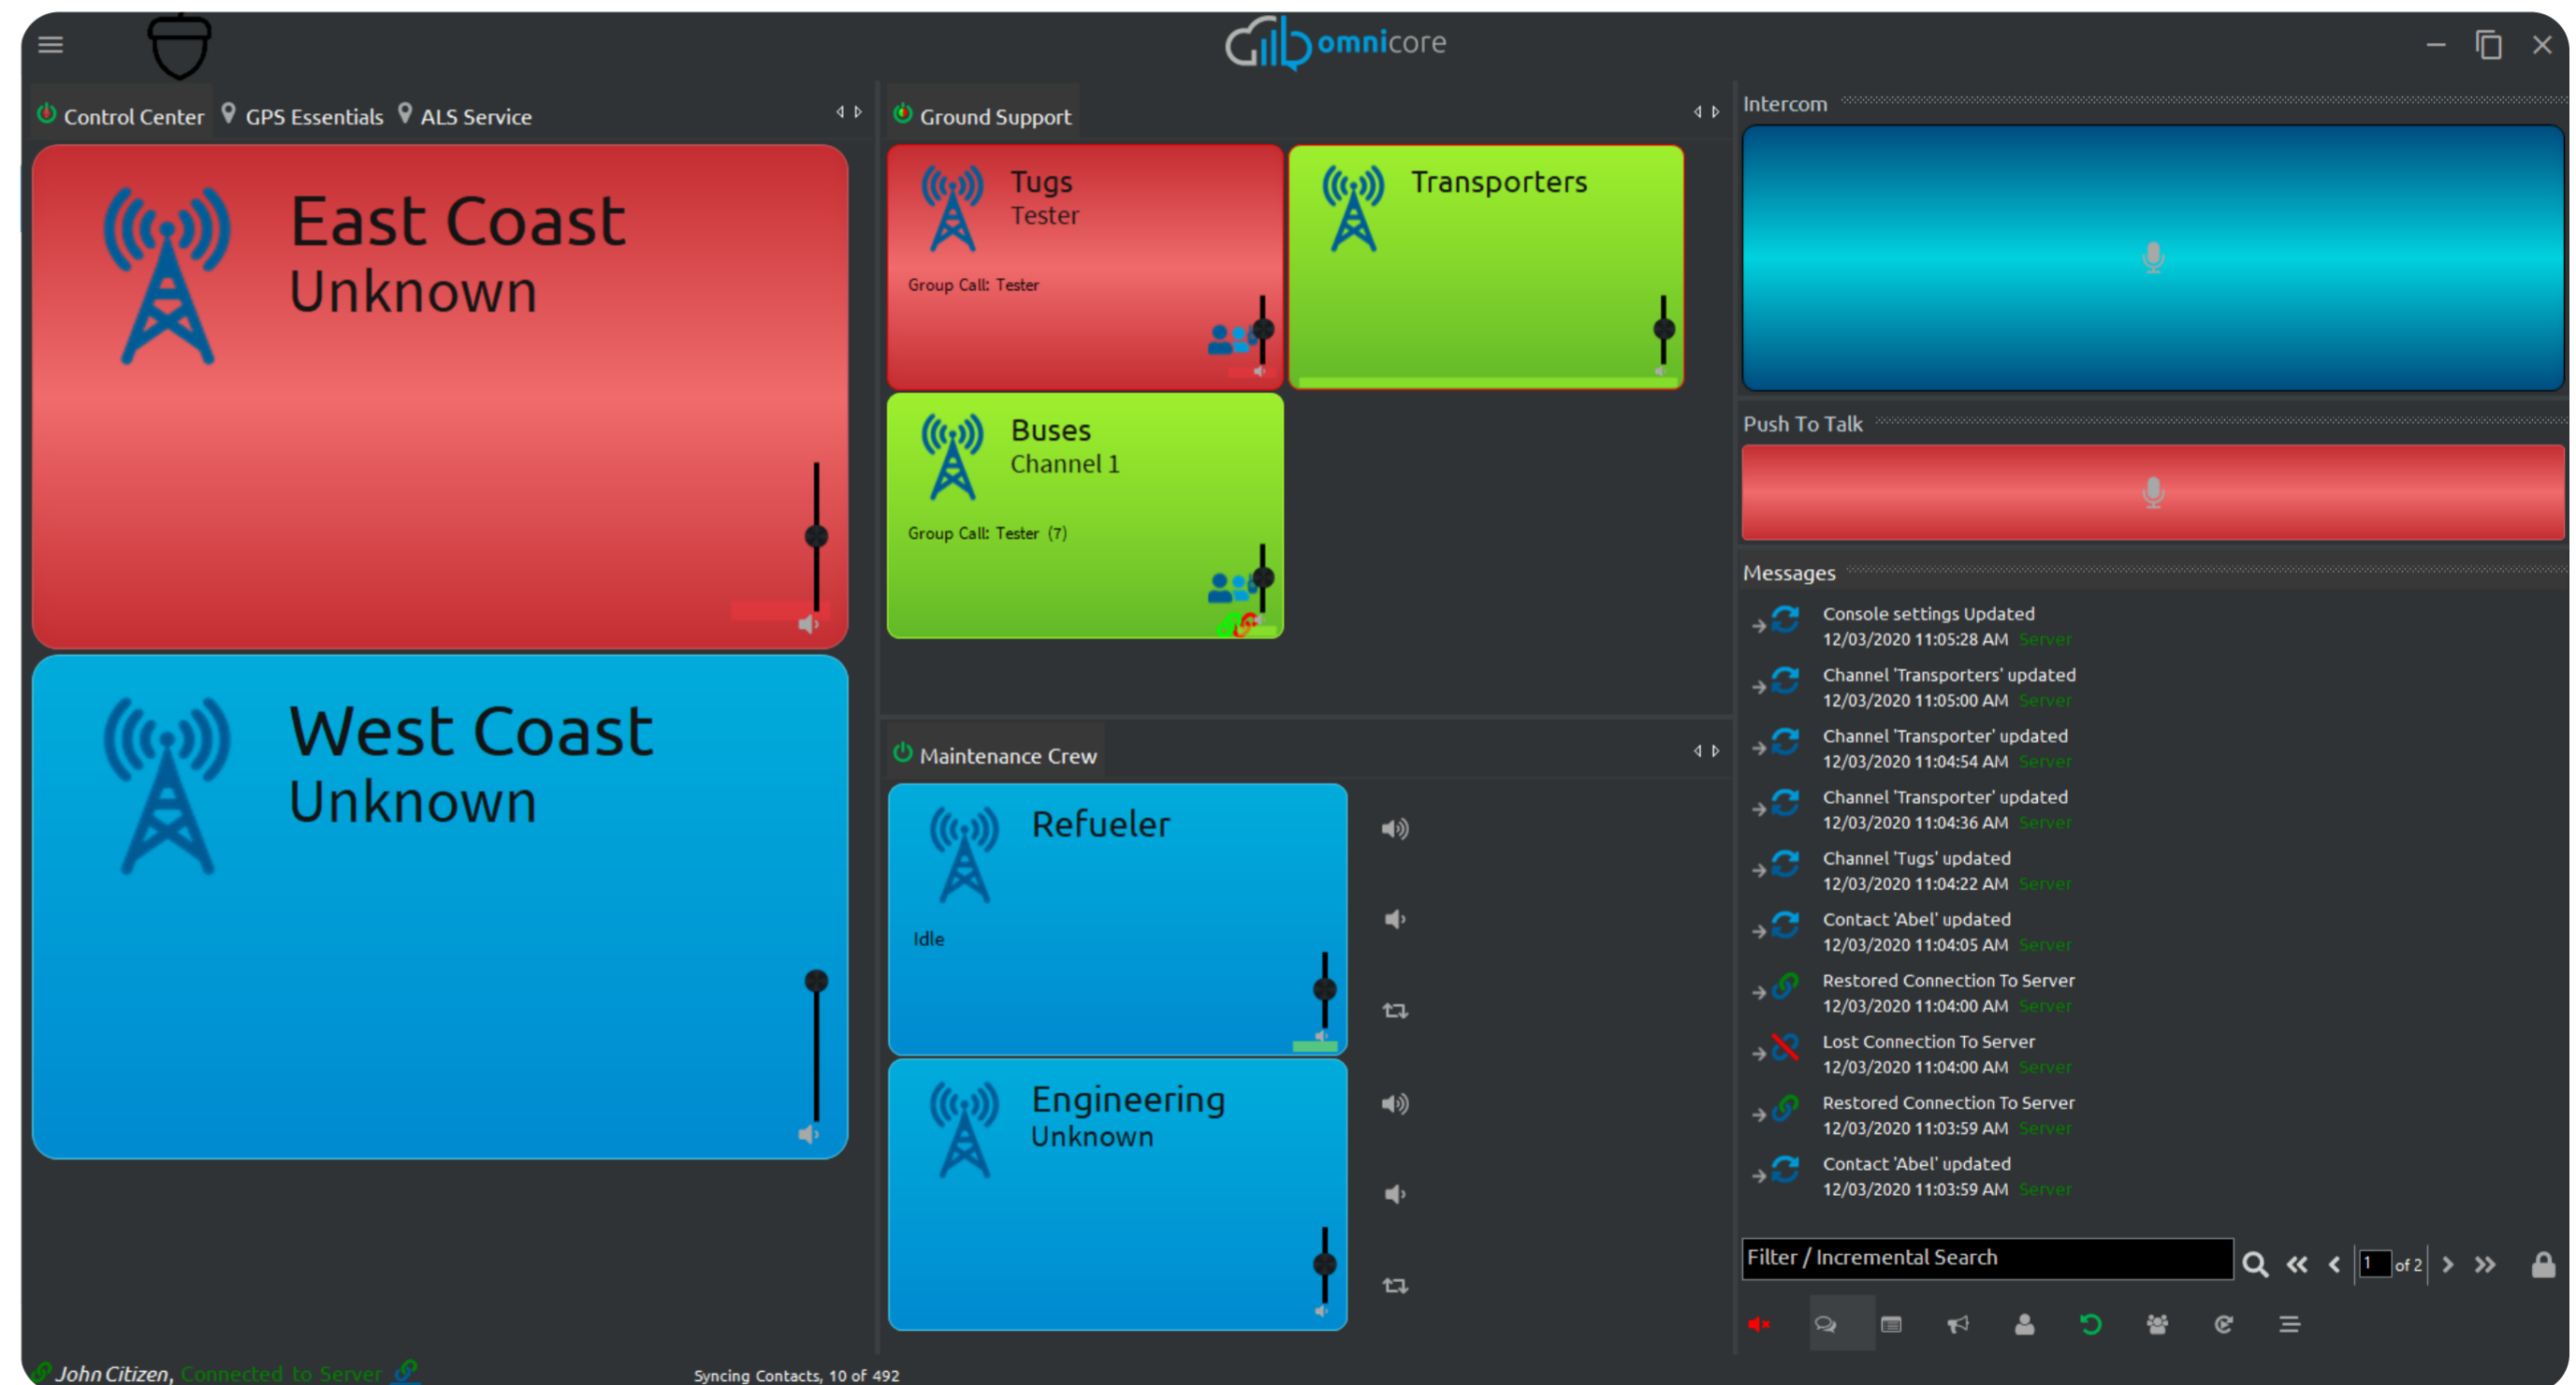 omnicore
Control Center
GPS Essentials
ALS Service
East Coast
Unknown
West Coast
Unknown
Ground Support
Tugs
Tester
Group Call: Tester
Transporters
Buses
Channel 1
Group Call: Tester (7)
Maintenance Crew
Refueler
Idle
Engineering
Unknown
Intercom
Push To Talk
Messages
Console settings Updated
12/03/2020 11:05:28 AM Server
Channel 'Transporters' updated
12/03/2020 11:05:00 AM Server
Channel 'Transporter' updated
12/03/2020 11:04:54 AM Server
Channel 'Transporter' updated
12/03/2020 11:04:36 AM Server
Channel 'Tugs' updated
12/03/2020 11:04:22 AM Server
Contact 'Abel' updated
12/03/2020 11:04:05 AM Server
Restored Connection To Server
12/03/2020 11:04:00 AM Server
Lost Connection To Server
12/03/2020 11:04:00 AM Server
Restored Connection To Server
12/03/2020 11:03:59 AM Server
Contact 'Abel' updated
12/03/2020 11:03:59 AM Server
Filter / Incremental Search
1 of 2
John Citizen, Connected to Server
Syncing Contacts, 10 of 492